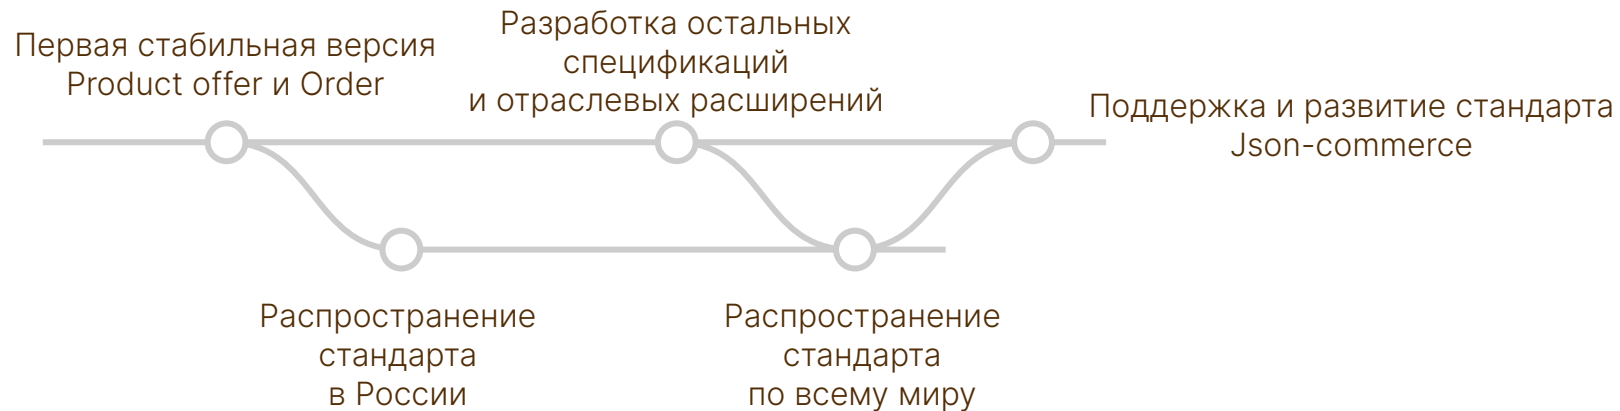 Первая стабильная версия
Product offer и Order
Разработка остальных
спецификаций
и отраслевых расширений
Поддержка и развитие стандарта
Json-commerce
Распространение
стандарта
в России
Распространение
стандарта
по всему миру